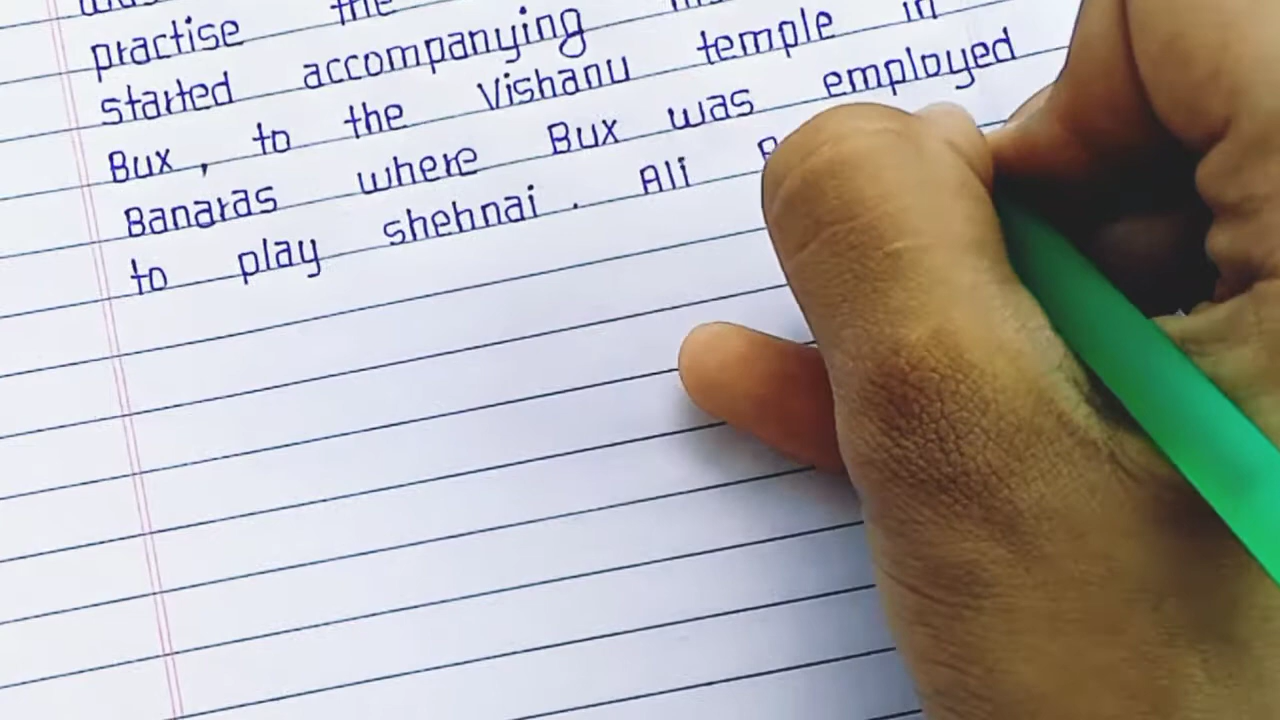 practise the
started accompanying
Bux, to the Vishanu temple in
Banaras where Bux was employed
to play shehnai. Ali